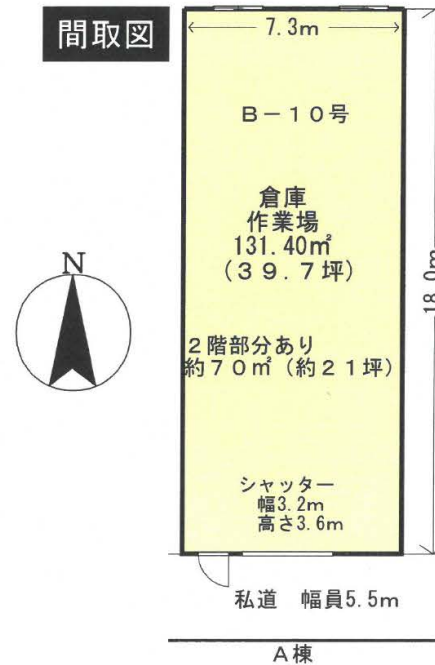 間取図
7.3m
B－10号
倉庫
作業場
131.40㎡
（39.7坪）
18.0m
N
2階部分あり
約70㎡（約21坪）
シャッター
幅3.2m
高さ3.6m
私道　幅員5.5m
A棟